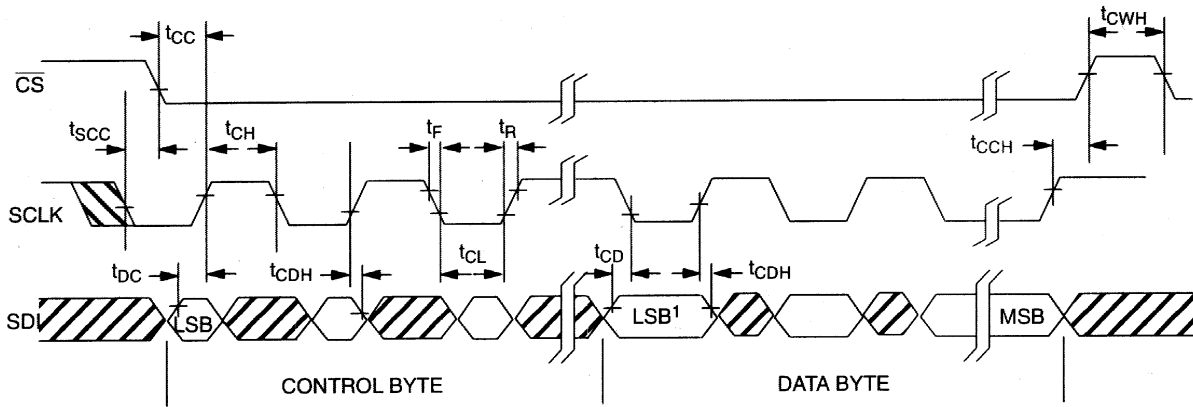 tCC
tCWH
CS
tSCC
tCH
tF
tR
tCCH
SCLK
tDC
tCDH
tCL
tCD
tCDH
SDI
LSB
LSB¹
MSB
CONTROL BYTE
DATA BYTE